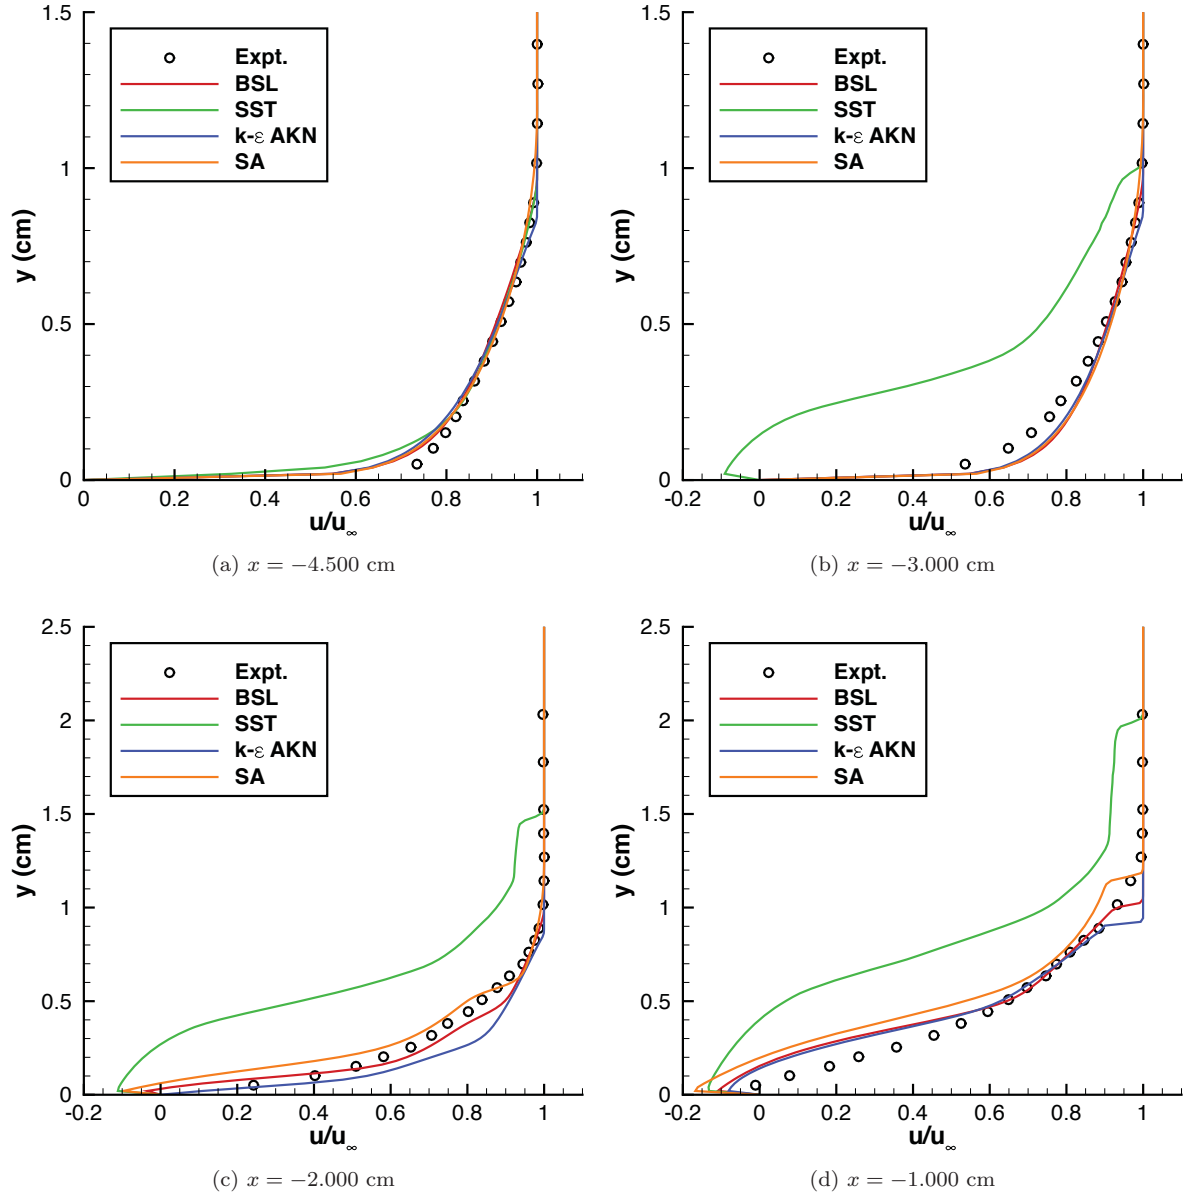 1.5
1
0.5
0
y (cm)
Expt.
BSL
SST
k-ε AKN
SA
0 0.2 0.4 0.6 0.8 1
u/u∞
(a) x = −4.500 cm
1.5
1
0.5
0
y (cm)
Expt.
BSL
SST
k-ε AKN
SA
-0.2 0 0.2 0.4 0.6 0.8 1
u/u∞
(b) x = −3.000 cm
2.5
2
1.5
1
0.5
0
y (cm)
Expt.
BSL
SST
k-ε AKN
SA
-0.2 0 0.2 0.4 0.6 0.8 1
u/u∞
(c) x = −2.000 cm
2.5
2
1.5
1
0.5
0
y (cm)
Expt.
BSL
SST
k-ε AKN
SA
-0.2 0 0.2 0.4 0.6 0.8 1
u/u∞
(d) x = −1.000 cm